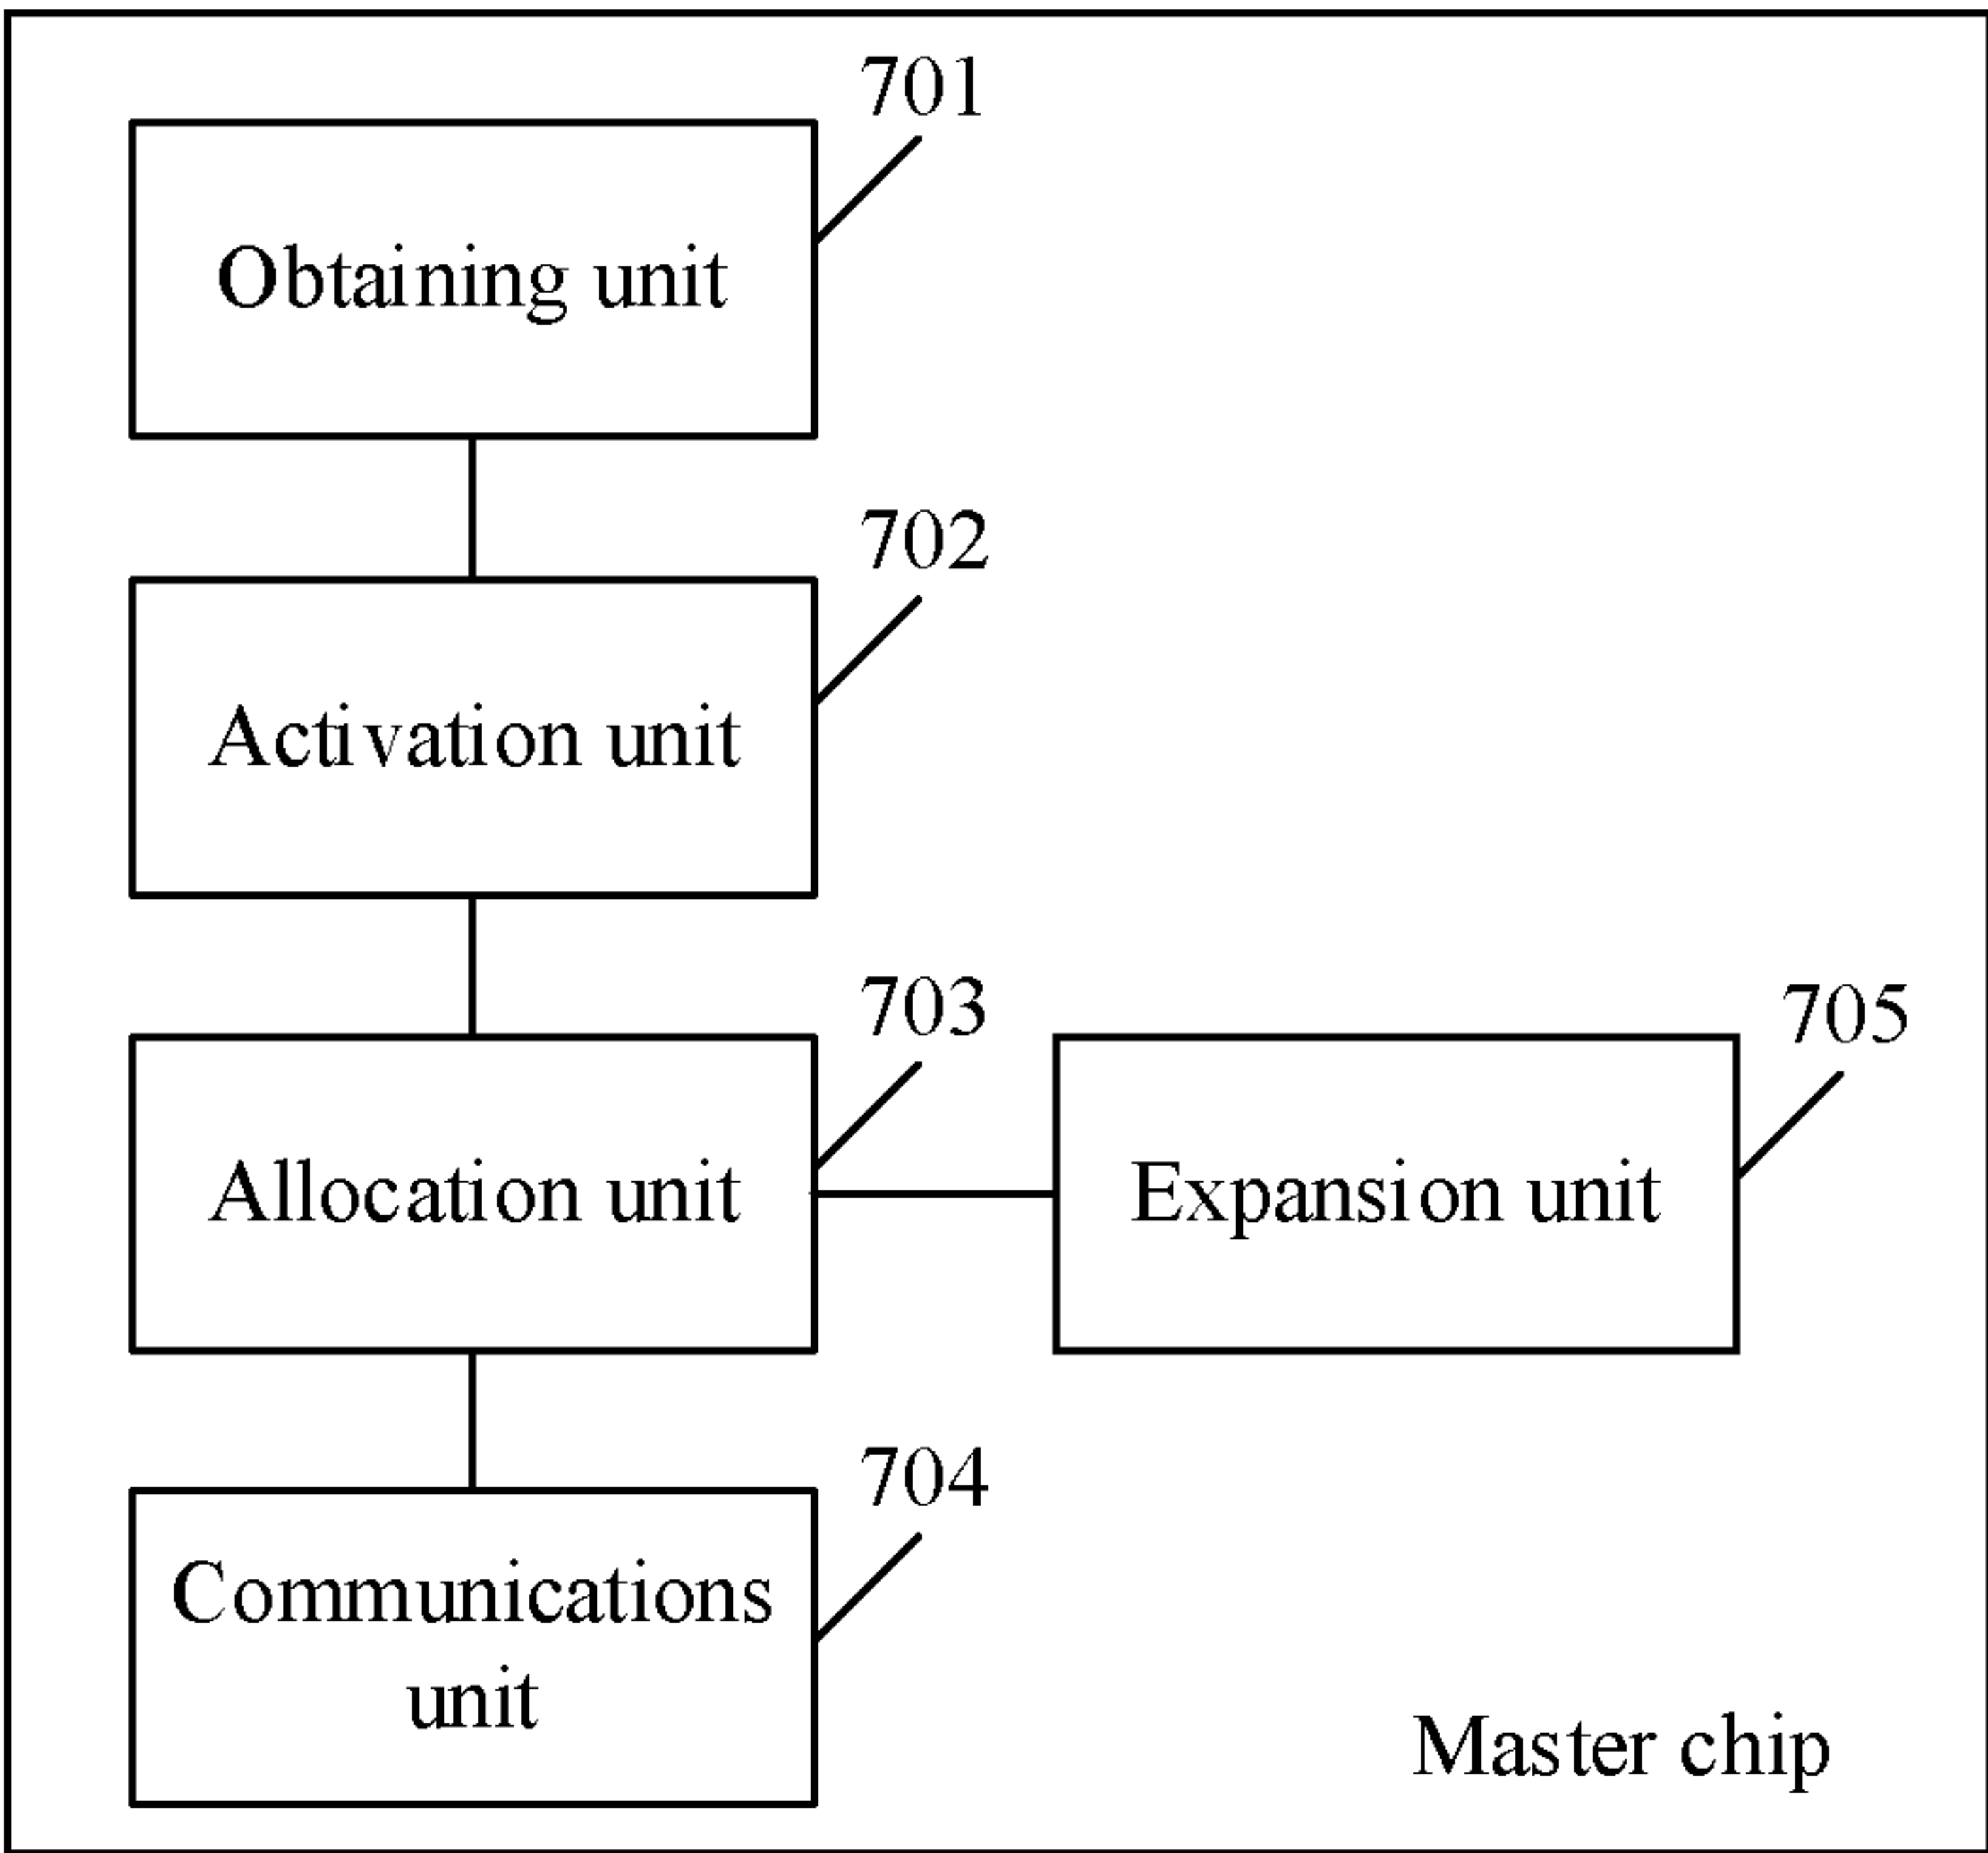 701
Obtaining unit
702
Activation unit
703
Allocation unit
705
Expansion unit
704
Communications
unit
Master chip